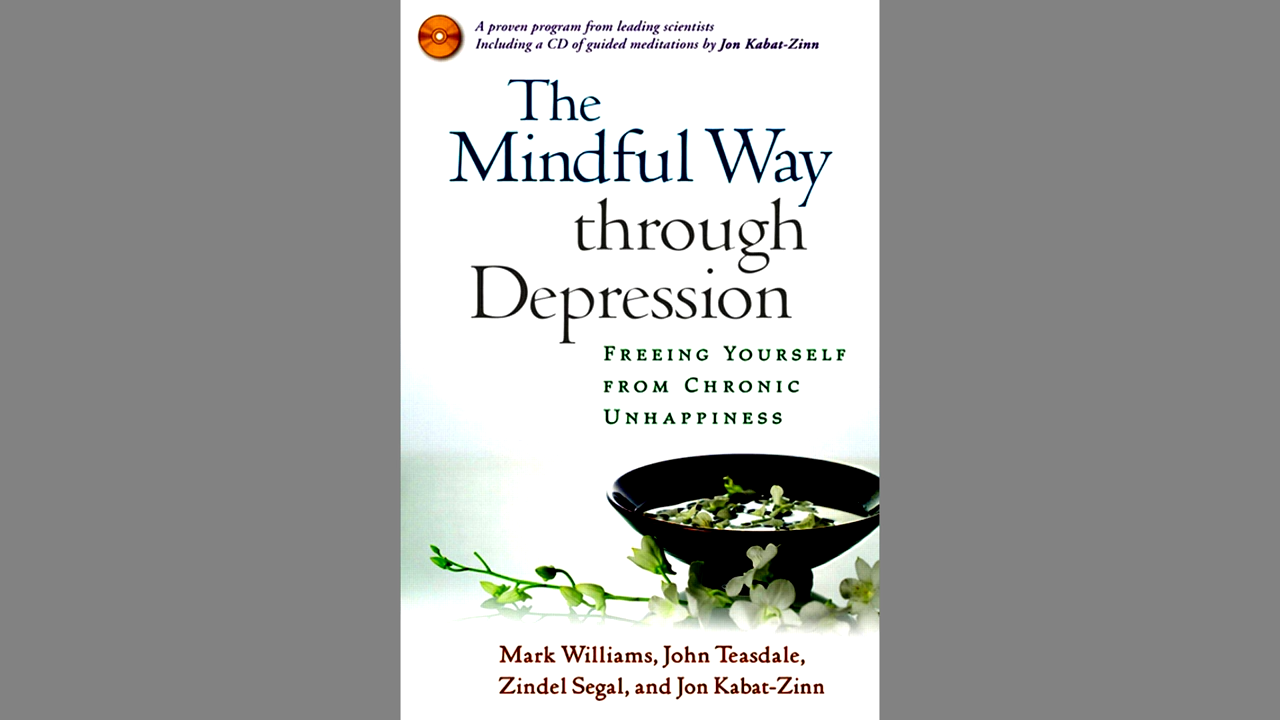 A proven program from leading scientists
Including a CD of guided meditations by Jon Kabat-Zinn
The
Mindful Way
through
Depression
Freeing Yourself
from Chronic
Unhappiness
Mark Williams, John Teasdale,
Zindel Segal, and Jon Kabat-Zinn